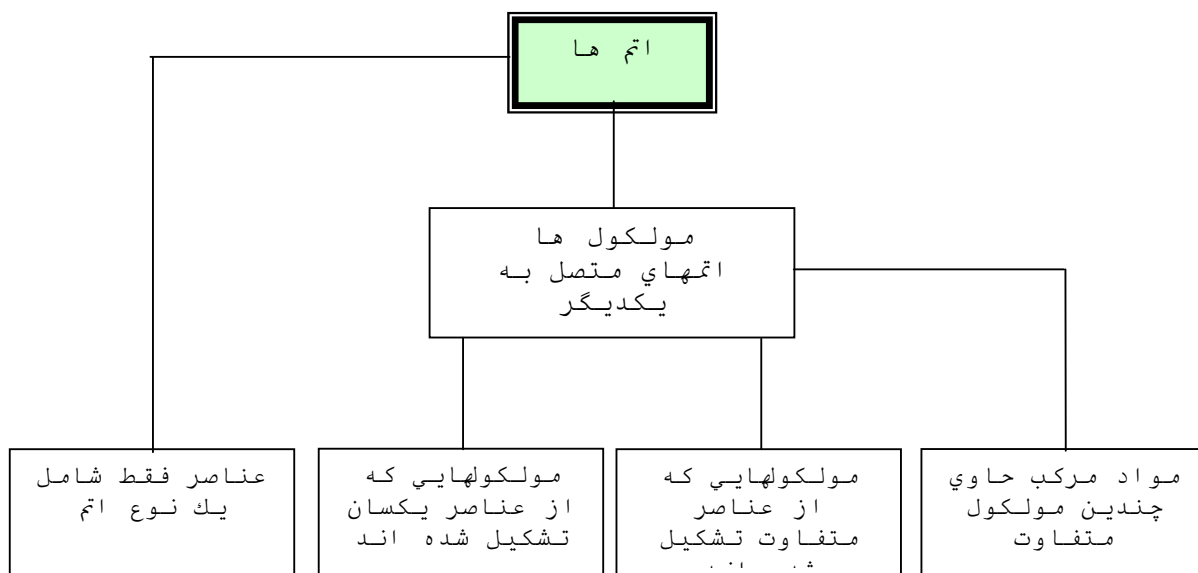 اتم ها
مولكول ها
اتمهاي متصل به
يكديگر
مواد مركب حاوي
چندين مولكول
متفاوت
مولكولهايي كه
از عناصر
متفاوت تشكيل
مولكولهايي كه
از عناصر يكسان
تشكيل شده اند
عناصر فقط شامل
يك نوع اتم